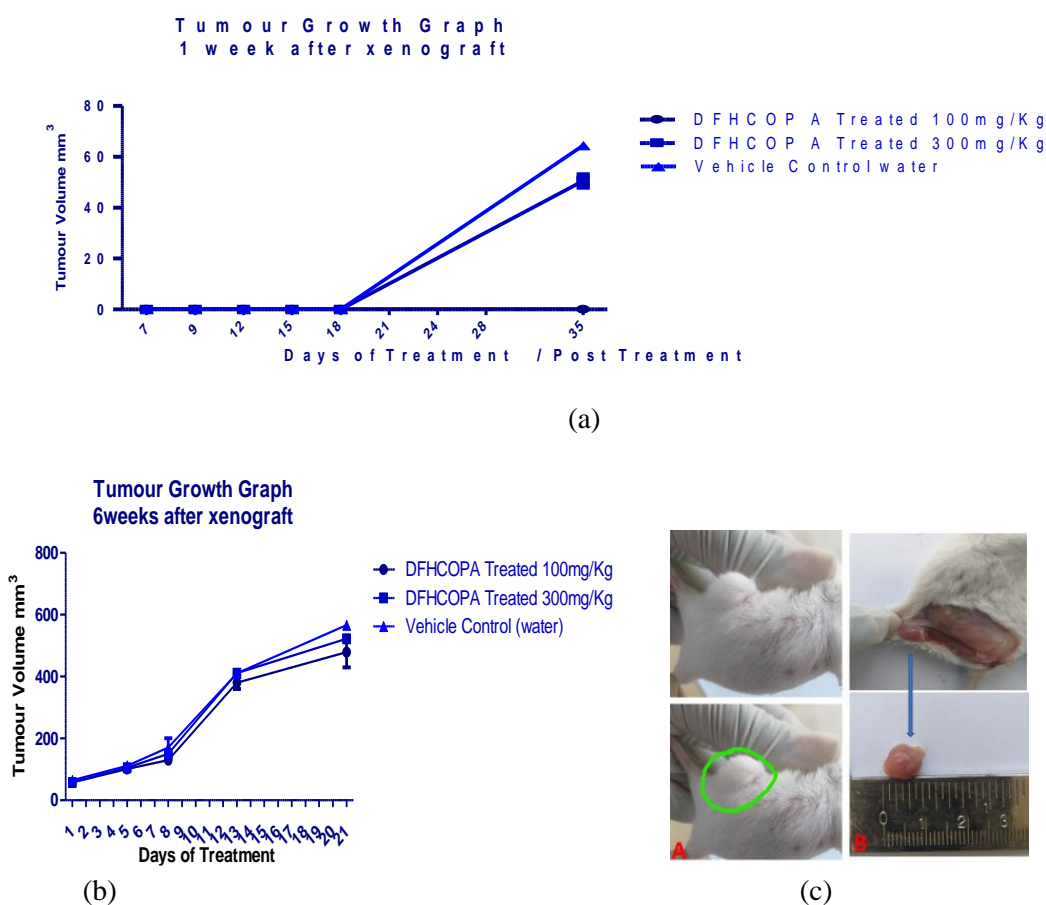 Tumour Growth Graph
1 week after xenograft
Tumour Volume mm³
80
60
40
20
0
7 9 12 15 18 21 24 28 35
Days of Treatment / Post Treatment
DFHCOPA Treated 100mg/Kg
DFHCOPA Treated 300mg/Kg
Vehicle Control water
(a)
Tumour Growth Graph
6weeks after xenograft
Tumour Volume mm³
800
600
400
200
0
1 2 3 4 5 6 7 8 9 10 11 12 13 14 15 16 17 18 19 20 21
Days of Treatment
DFHCOPA Treated 100mg/Kg
DFHCOPA Treated 300mg/Kg
Vehicle Control (water)
(b)
A
B
0 1 2 3
1
(c)